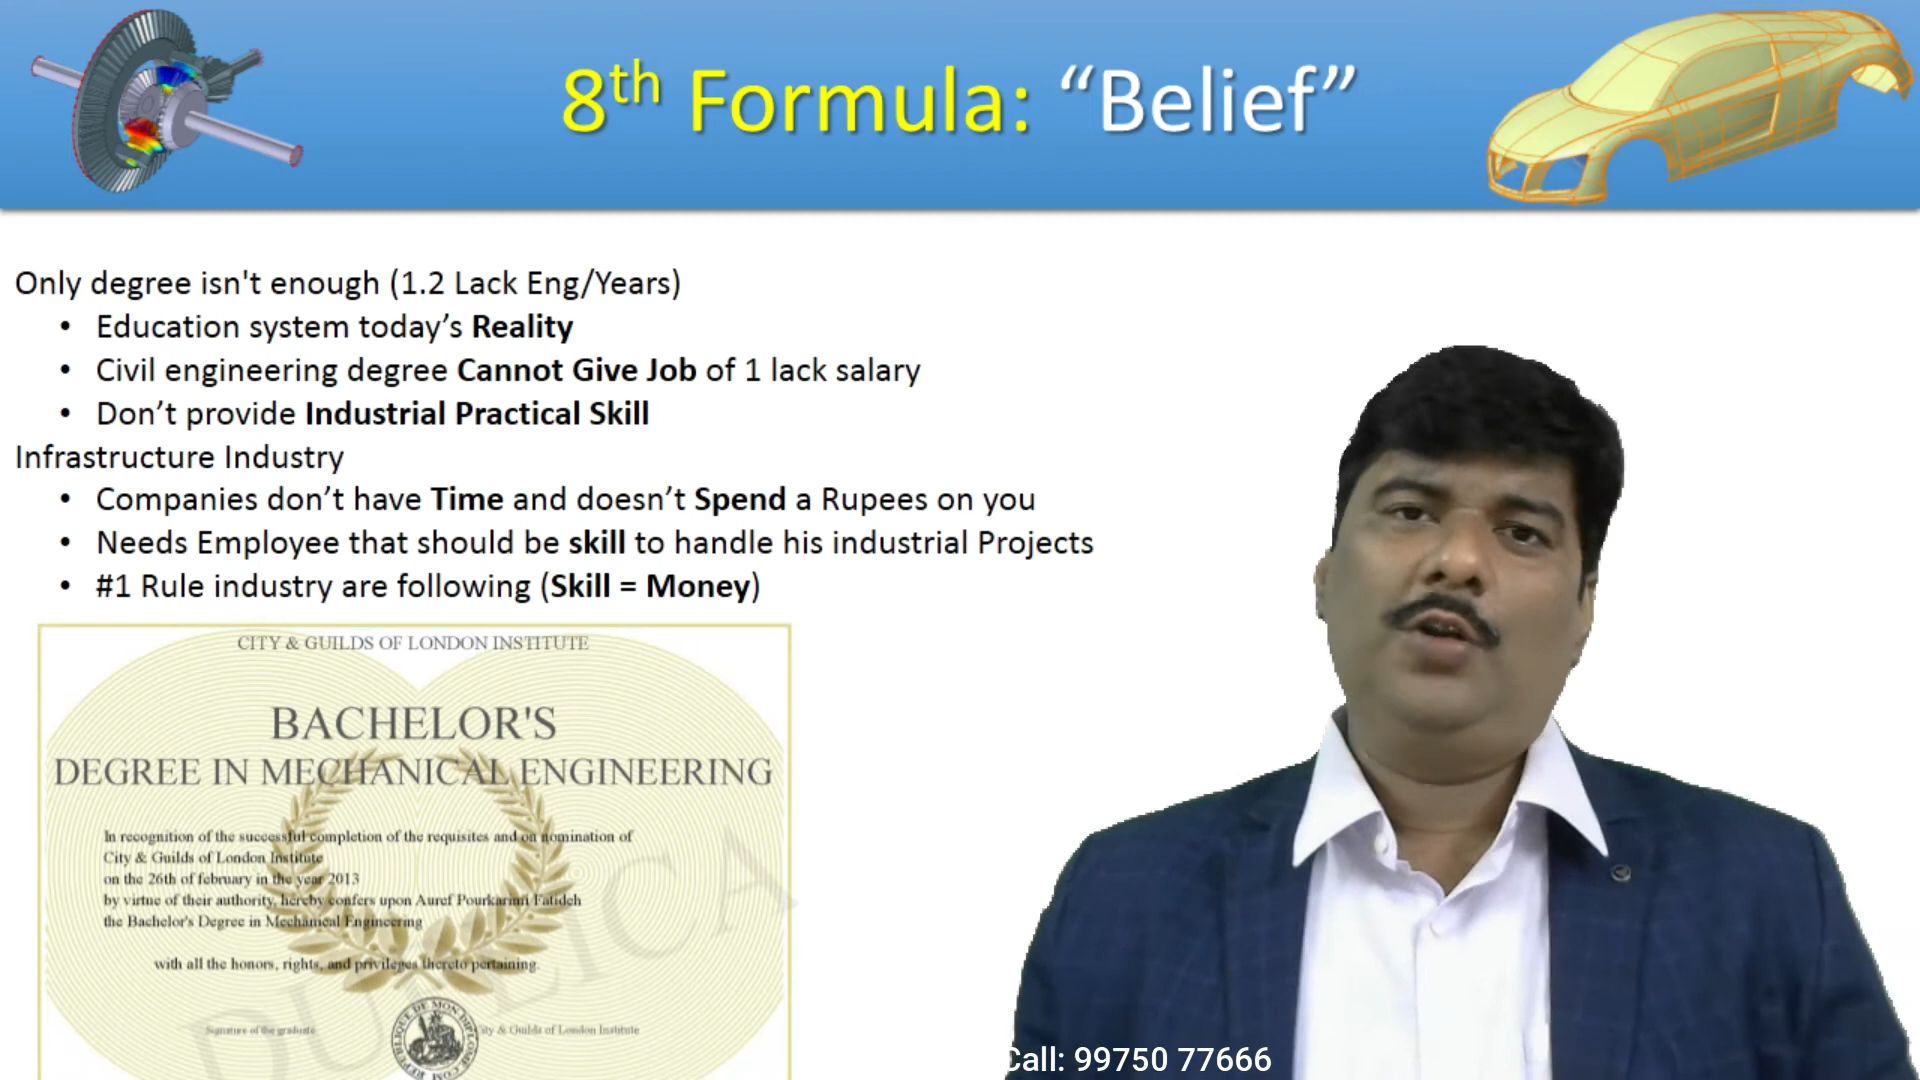 8th Formula: “Belief”
Only degree isn't enough (1.2 Lack Eng/Years)
• Education system today’s Reality
• Civil engineering degree Cannot Give Job of 1 lack salary
• Don’t provide Industrial Practical Skill
Infrastructure Industry
• Companies don’t have Time and doesn’t Spend a Rupees on you
• Needs Employee that should be skill to handle his industrial Projects
• #1 Rule industry are following (Skill = Money)
CITY & GUILDS OF LONDON INSTITUTE
BACHELOR'S
DEGREE IN MECHANICAL ENGINEERING
In recognition of the successful completion of the requisites and on nomination of
City & Guilds of London Institute
on the 26th of february in the year 2013
by virtue of their authority, hereby confers upon Auref Pourkarimi Fatideh
the Bachelor's Degree in Mechanical Engineering
with all the honors, rights, and privileges thereto pertaining.
Signature of the graduate
City & Guilds of London Institute
Call: 99750 77666